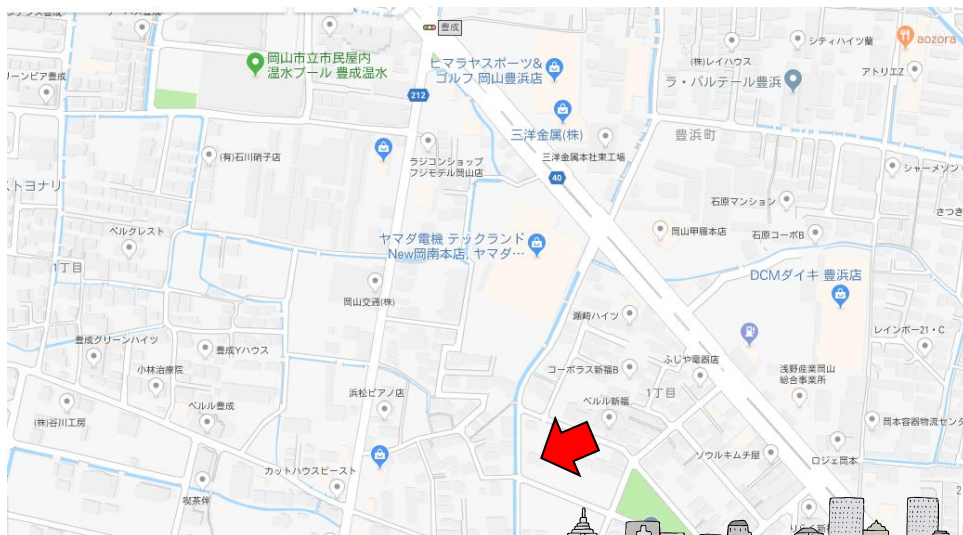 豊成
シティハイツ蘭
aozora
岡山市立市民屋内
温水プール 豊成温水
ヒマラヤスポーツ&
ゴルフ 岡山豊浜店
(株)レイハウス
アトリエZ
ラ・パルテール豊浜
212
三洋金属(株)
豊浜町
(有)石川硝子店
ラジコンショップ
フジモデル岡山店
三洋金属本社東工場
シャーメゾン
40
ストヨナリ
石原マンション
さつき
ベルクレスト
ヤマダ電機 テックランド
New岡南本店, ヤマダ…
岡山甲羅本店
石原コーポB
1丁目
DCMダイキ 豊浜店
岡山交通(株)
瀬崎ハイツ
レインボー21・C
豊成グリーンハイツ
豊成Yハウス
ふじや電器店
小林治療院
コーポラス新福B
浅野産業岡山
総合事業所
浜松ピアノ店
1丁目
ベルル豊成
ベルル新福
(株)谷川工房
岡本容器物流センタ
ソウルキムチ屋
ロジェ岡本
カットハウスビースト
喫茶伴
2